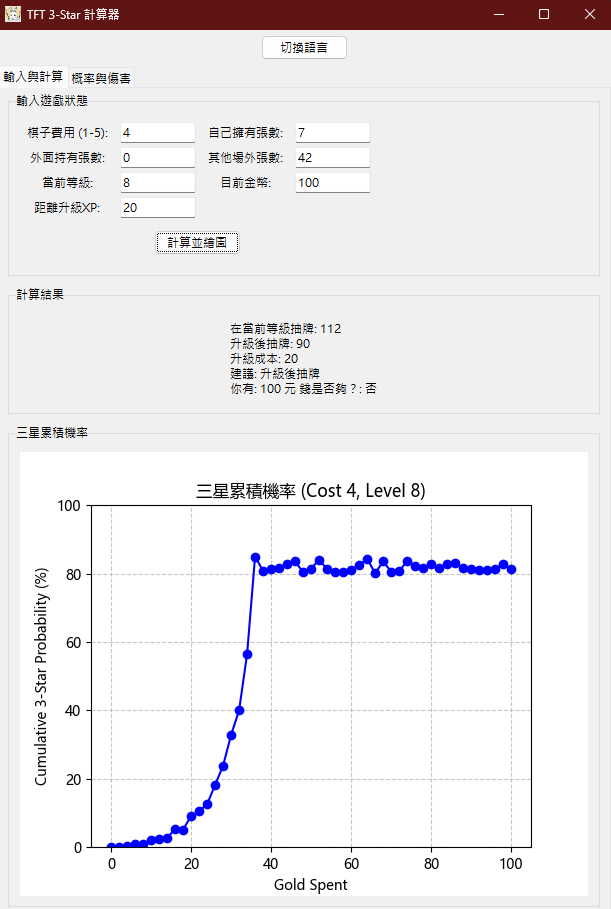 TFT 3-Star 計算器
切換語言
輸入與計算 概率與傷害
輸入遊戲狀態
棋子費用 (1-5): 4 自己擁有張數: 7
外面持有張數: 0 其他場外張數: 42
當前等級: 8 目前金幣: 100
距離升級XP: 20
計算並繪圖
計算結果
在當前等級抽牌: 112
升級後抽牌: 90
升級成本: 20
建議: 升級後抽牌
你有: 100 元 錢是否夠？: 否
三星累積機率
三星累積機率 (Cost 4, Level 8)
Cumulative 3-Star Probability (%)
100
80
60
40
20
0
0 20 40 60 80 100
Gold Spent